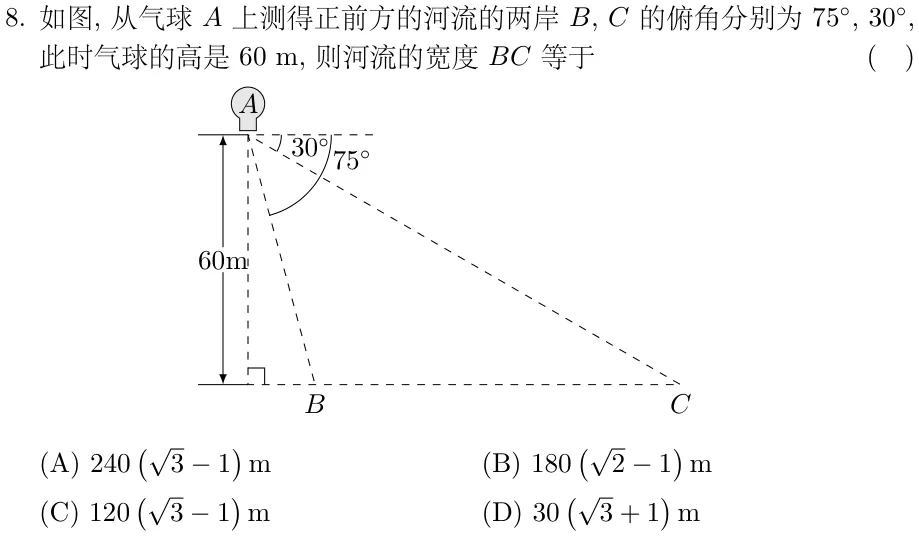 8. 如图, 从气球 A 上测得正前方的河流的两岸 B, C 的俯角分别为 75°, 30°,
此时气球的高是 60 m, 则河流的宽度 BC 等于 ( )
A
30°
75°
60m
B
C
(A) 240 (√3 − 1) m
(B) 180 (√2 − 1) m
(C) 120 (√3 − 1) m
(D) 30 (√3 + 1) m